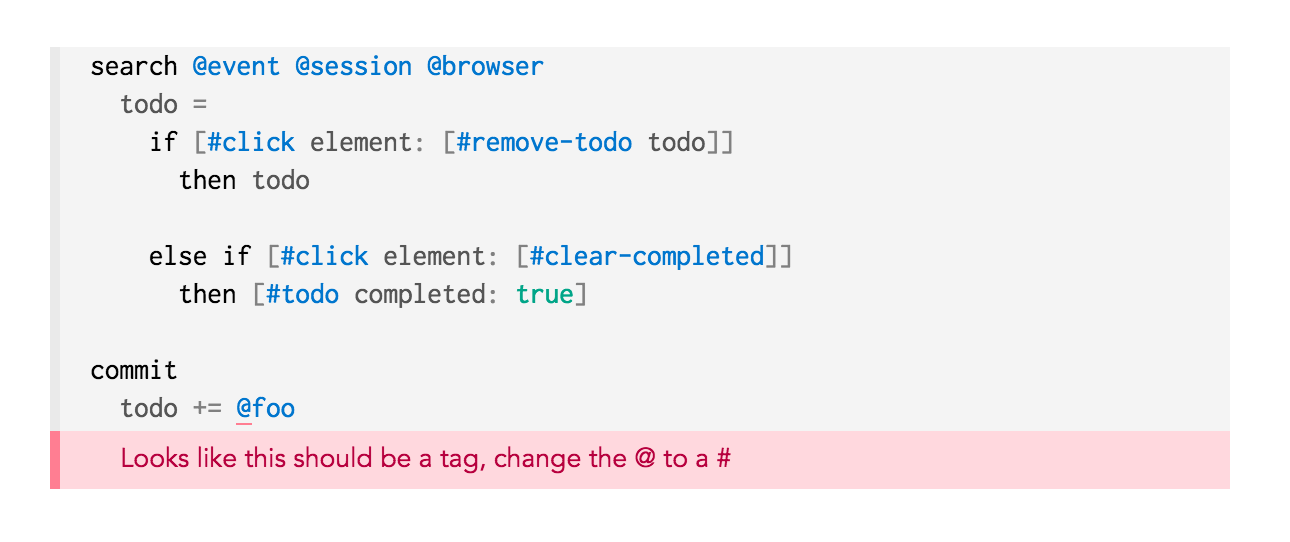 search @event @session @browser
todo =
if [#click element: [#remove-todo todo]]
then todo
else if [#click element: [#clear-completed]]
then [#todo completed: true]
commit
todo += @foo
Looks like this should be a tag, change the @ to a #